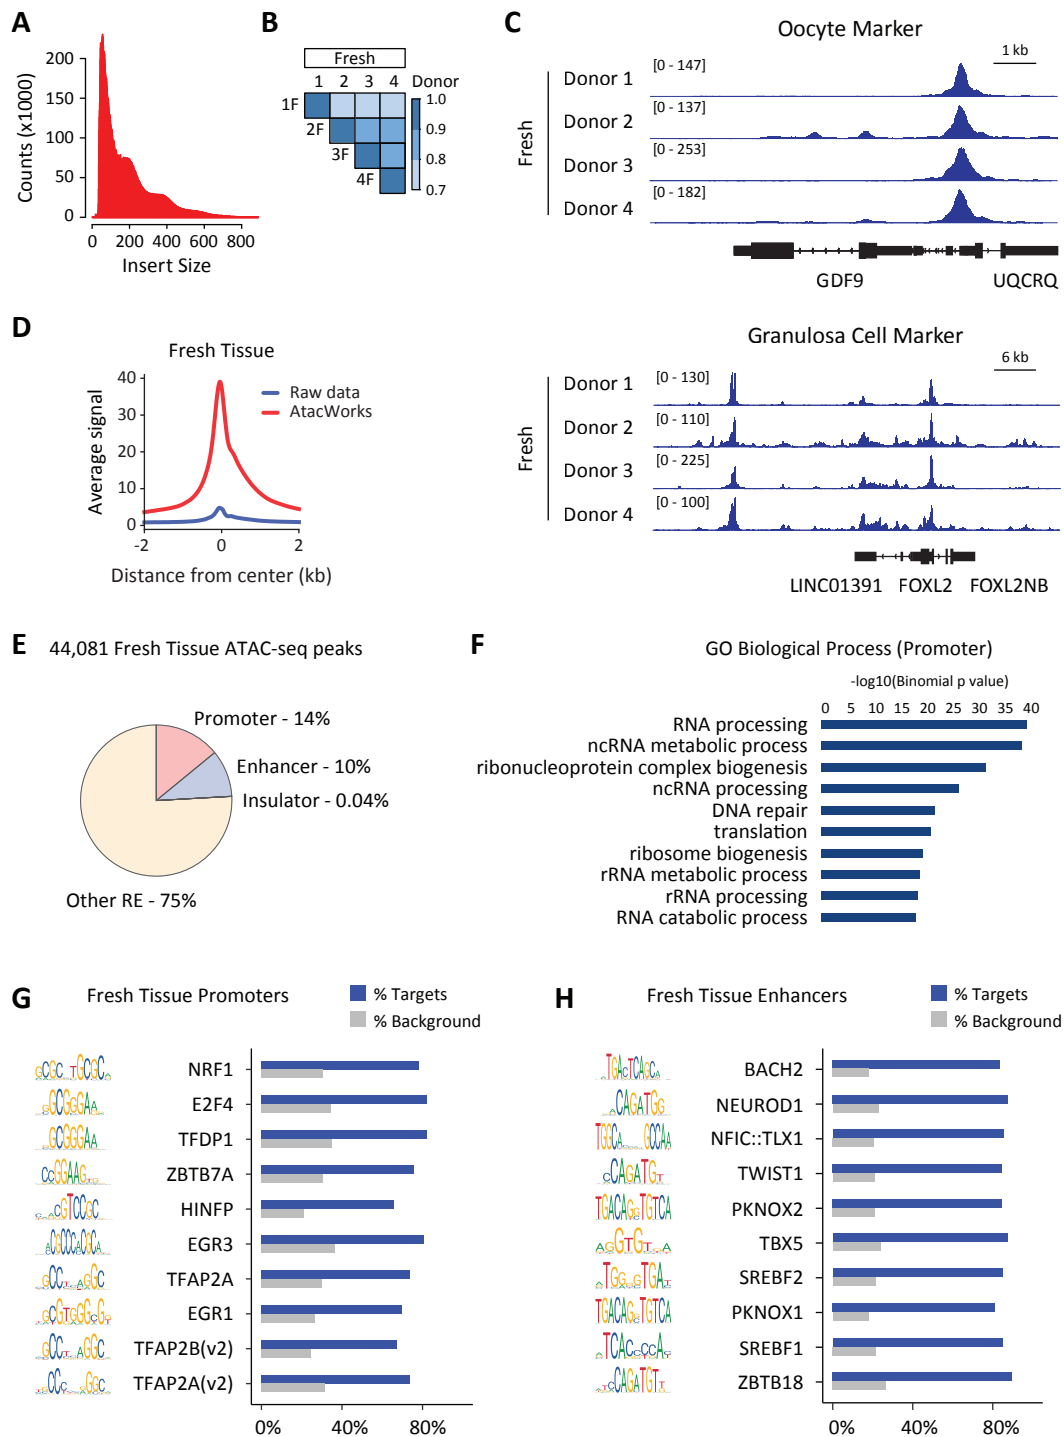 A
Counts (x1000)
200
150
100
50
0
0 200 400 600 800
Insert Size
B
Fresh
1 2 3 4 Donor
1F
2F
3F
4F
1.0
0.9
0.8
0.7
C
Oocyte Marker
1 kb
Fresh
Donor 1 [0 - 147]
Donor 2 [0 - 137]
Donor 3 [0 - 253]
Donor 4 [0 - 182]
GDF9 UQCRQ
Granulosa Cell Marker
6 kb
Fresh
Donor 1 [0 - 130]
Donor 2 [0 - 110]
Donor 3 [0 - 225]
Donor 4 [0 - 100]
LINC01391 FOXL2 FOXL2NB
D
Fresh Tissue
Average signal
40
30
20
10
0
Raw data
AtacWorks
-2 0 2
Distance from center (kb)
E
44,081 Fresh Tissue ATAC-seq peaks
Promoter - 14%
Enhancer - 10%
Insulator - 0.04%
Other RE - 75%
F
GO Biological Process (Promoter)
-log10(Binomial p value)
0 5 10 15 20 25 30 35 40
RNA processing
ncRNA metabolic process
ribonucleoprotein complex biogenesis
ncRNA processing
DNA repair
translation
ribosome biogenesis
rRNA metabolic process
rRNA processing
RNA catabolic process
G
Fresh Tissue Promoters
% Targets
% Background
NRF1
E2F4
TFDP1
ZBTB7A
HINFP
EGR3
TFAP2A
EGR1
TFAP2B(v2)
TFAP2A(v2)
0% 40% 80%
H
Fresh Tissue Enhancers
% Targets
% Background
BACH2
NEUROD1
NFIC::TLX1
TWIST1
PKNOX2
TBX5
SREBF2
PKNOX1
SREBF1
ZBTB18
0% 40% 80%